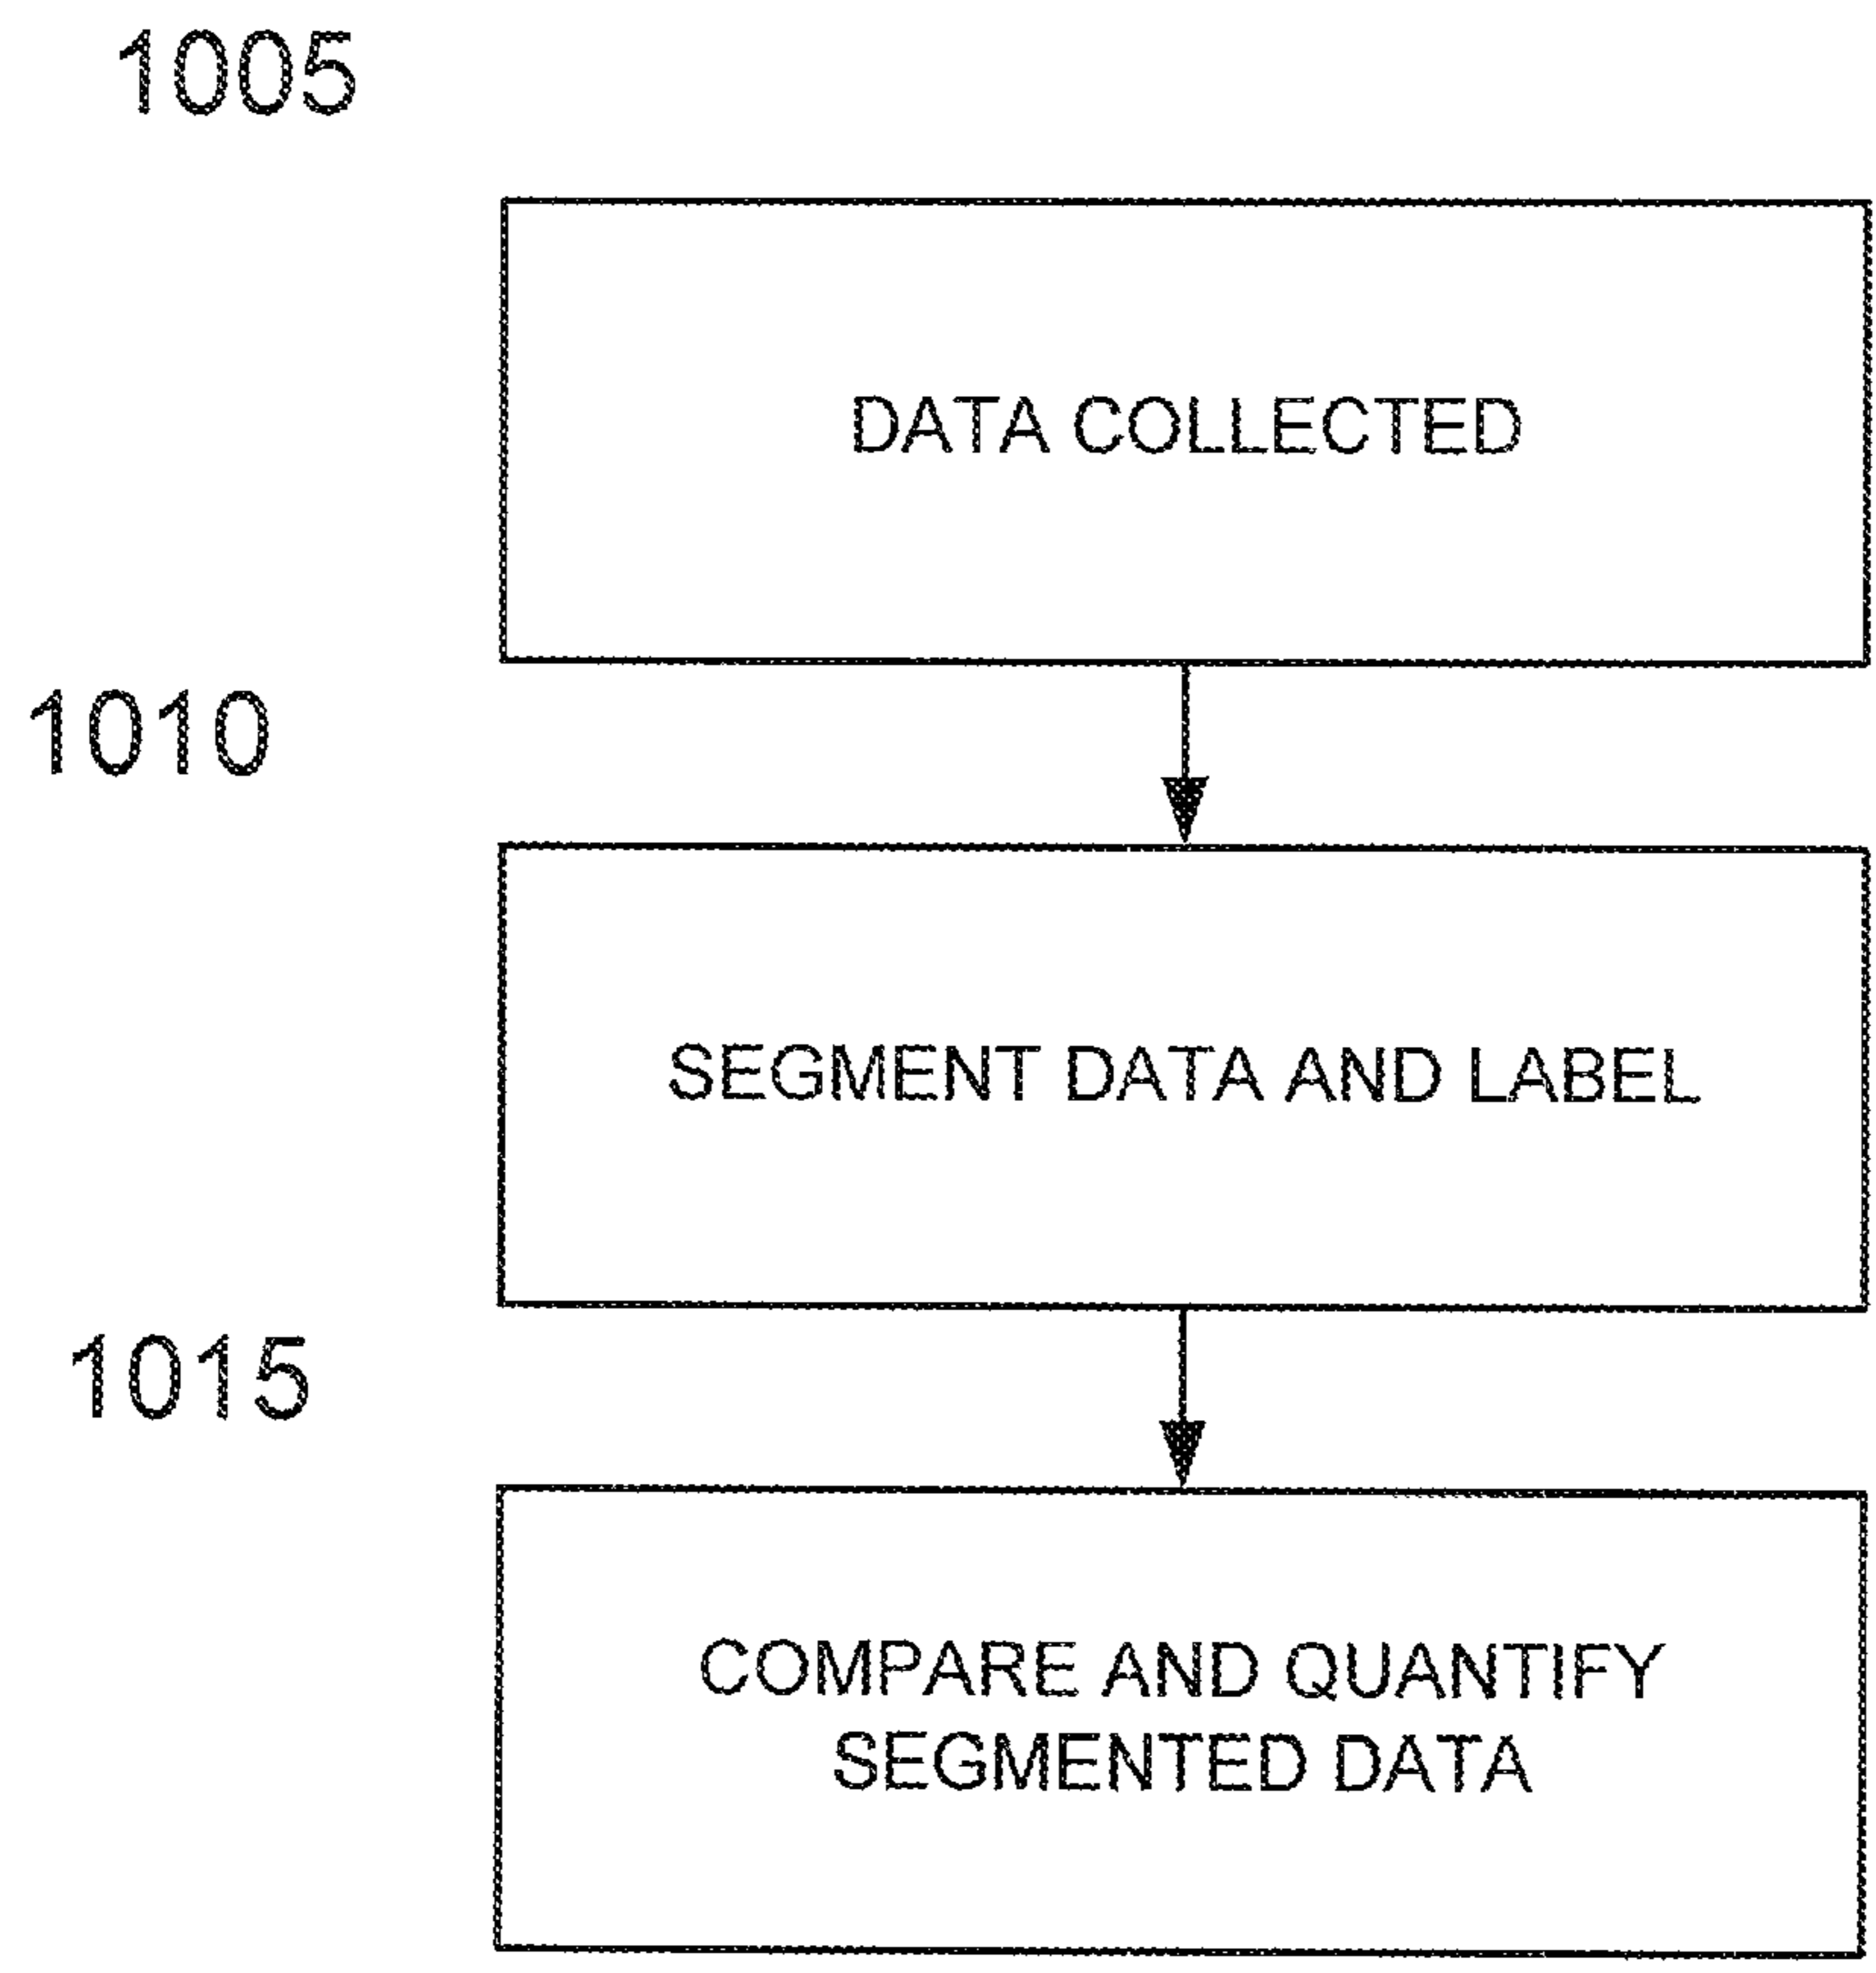 1005
DATA COLLECTED
1010
SEGMENT DATA AND LABEL
1015
COMPARE AND QUANTIFY
SEGMENTED DATA